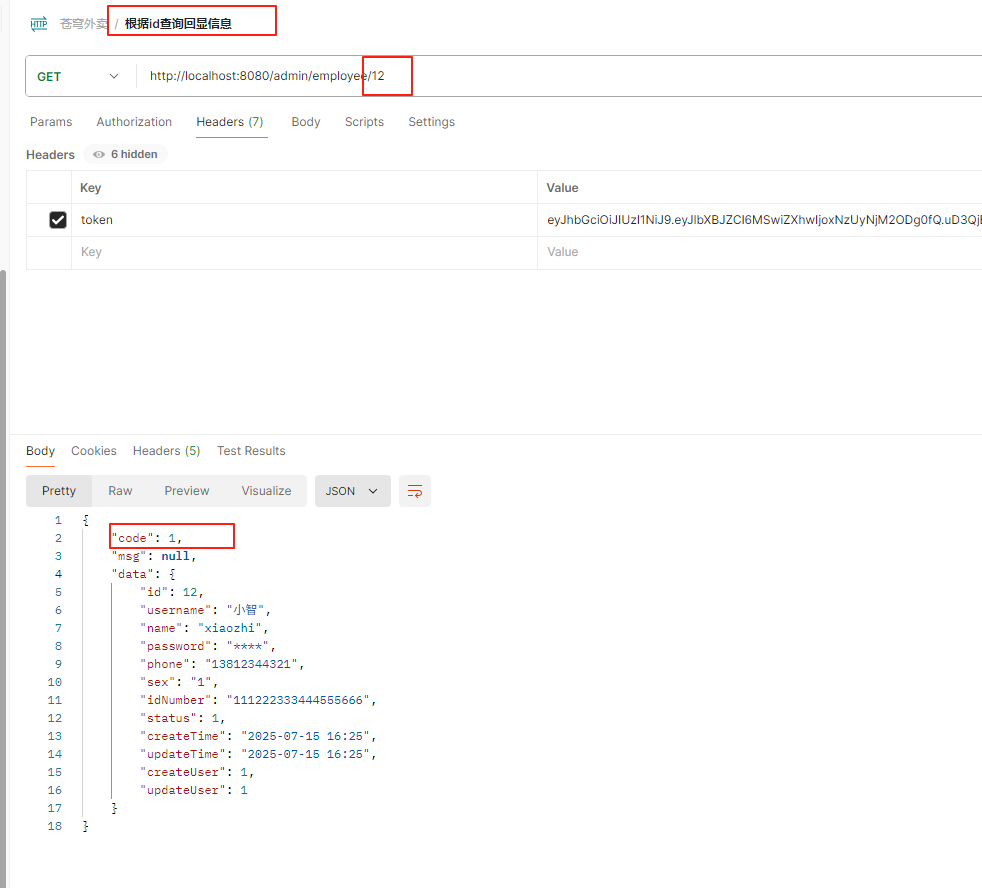 HTTP 苍穹外卖 / 根据id查询回显信息
GET http://localhost:8080/admin/employee/12
Params Authorization Headers (7) Body Scripts Settings
Headers 6 hidden
Key Value
token eyJhbGciOiJIUzI1NiJ9.eyJlbXBJZCI6MSwiZXhwIjoxNzUyNjM2ODg0fQ.uD3Qj
Key Value
Body Cookies Headers (5) Test Results
Pretty Raw Preview Visualize JSON
1 {
2 "code": 1,
3 "msg": null,
4 "data": {
5 "id": 12,
6 "username": "小智",
7 "name": "xiaozhi",
8 "password": "****",
9 "phone": "13812344321",
10 "sex": "1",
11 "idNumber": "111222333444555666",
12 "status": 1,
13 "createTime": "2025-07-15 16:25",
14 "updateTime": "2025-07-15 16:25",
15 "createUser": 1,
16 "updateUser": 1
17 }
18 }